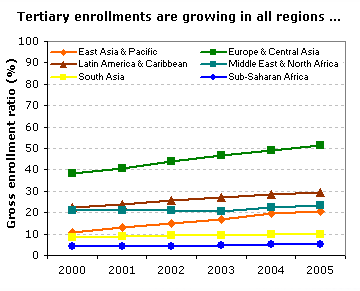 Tertiary enrollments are growing in all regions ...
Gross enrollment ratio (%)
100
90
80
70
60
50
40
30
20
10
0
East Asia & Pacific
Europe & Central Asia
Latin America & Caribbean
Middle East & North Africa
South Asia
Sub-Saharan Africa
2000 2001 2002 2003 2004 2005